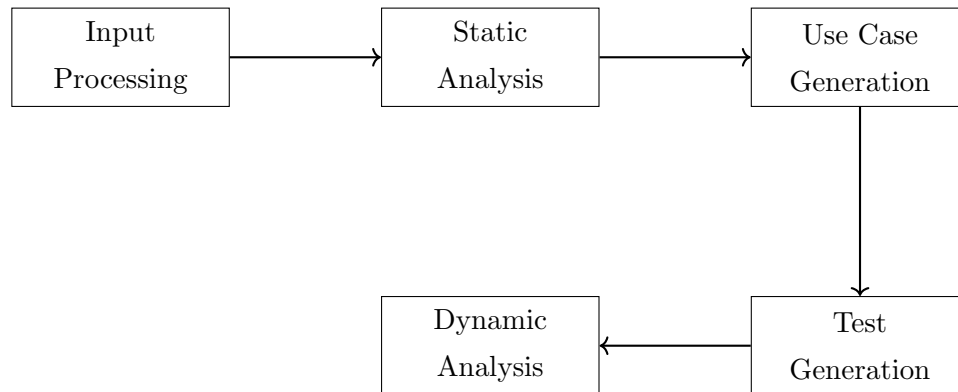 Input
Processing
Static
Analysis
Use Case
Generation
Dynamic
Analysis
Test
Generation